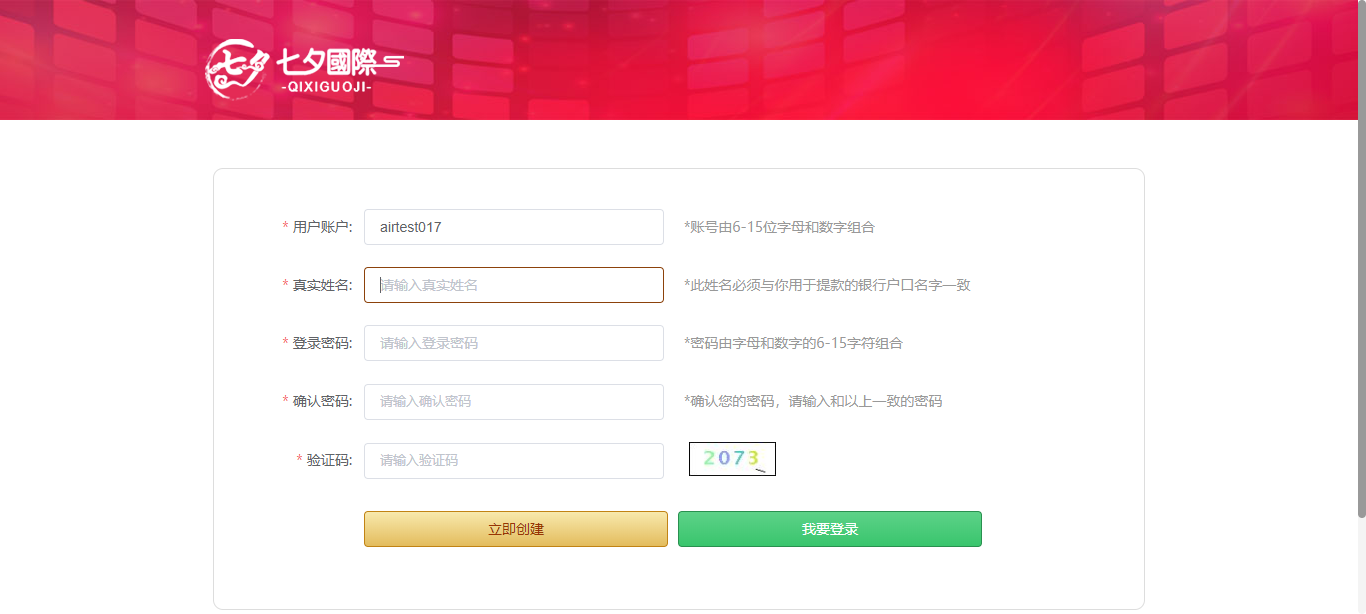 七夕
七夕國際
-QIXIGUOJI-
* 用户账户: airtest017 *账号由6-15位字母和数字组合
* 真实姓名: 请输入真实姓名 *此姓名必须与你用于提款的银行户口名字一致
* 登录密码: 请输入登录密码 *密码由字母和数字的6-15字符组合
* 确认密码: 请输入确认密码 *确认您的密码，请输入和以上一致的密码
* 验证码: 请输入验证码 2073
立即创建 我要登录